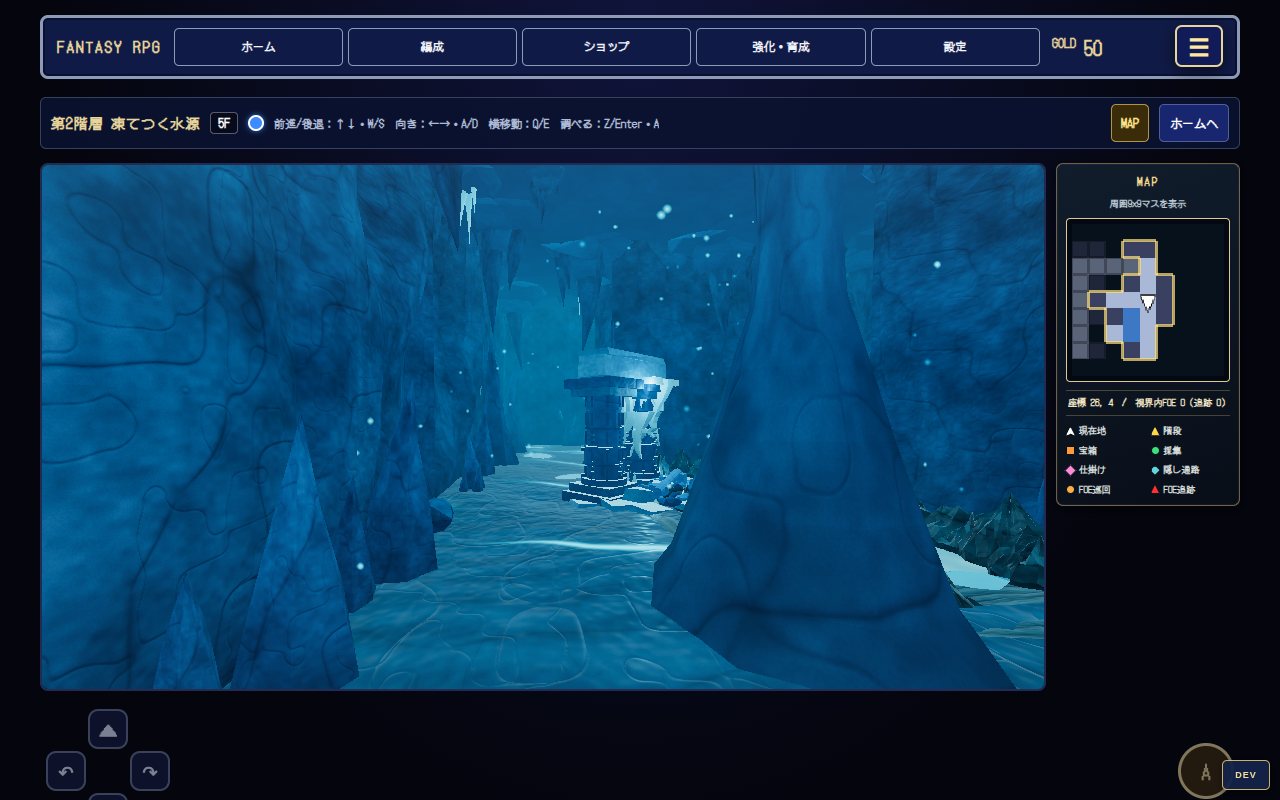 FANTASY RPG
ホーム
編成
ショップ
強化・育成
設定
GOLD 50
第2階層 凍てつく水源 5F 前進/後退：↑↓・W/S 向き：←→・A/D 横移動：Q/E 調べる：Z/Enter・A
MAP
ホームへ
MAP
周囲9x9マスを表示
座標 26, 4 / 視界内FOE 0（追跡 0）
現在地
階段
宝箱
採集
仕掛け
隠し通路
FOE巡回
FOE追跡
A
DEV